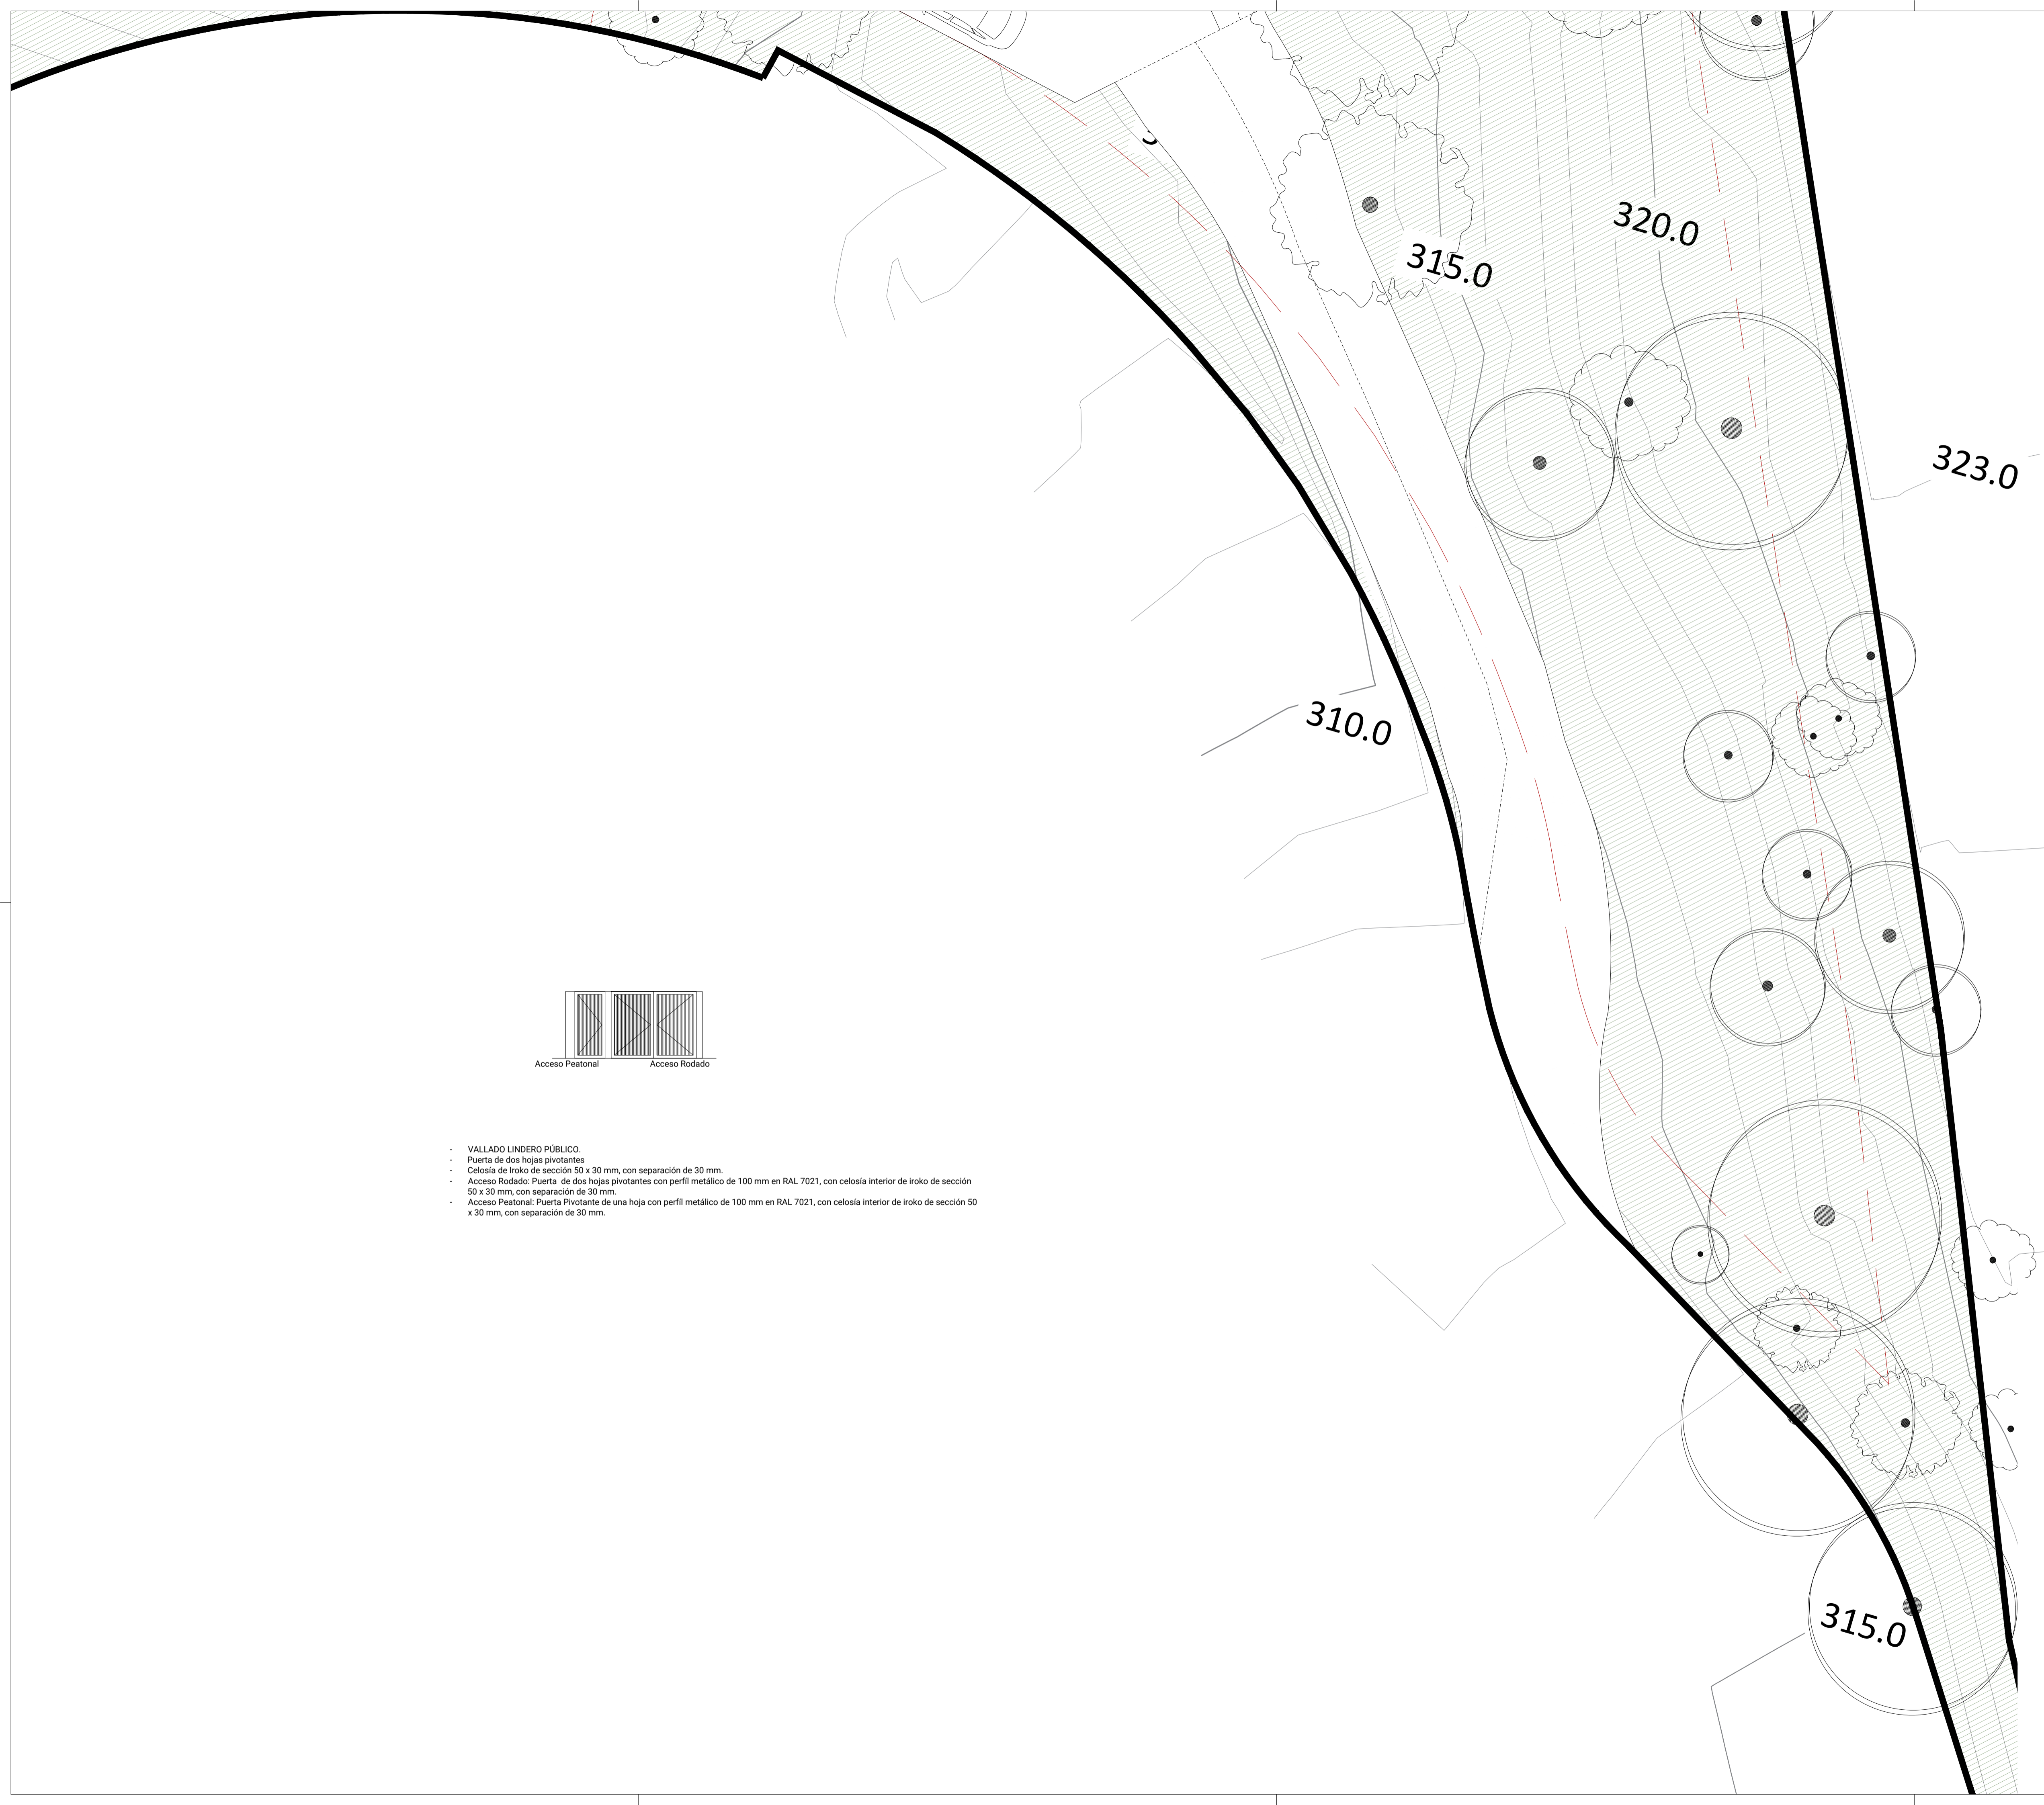 320.0
315.0
323.0
310.0
Acceso Peatonal
Acceso Rodado
- VALLADO LINDERO PÚBLICO.
- Puerta de dos hojas pivotantes
- Celosía de Iroko de sección 50 x 30 mm, con separación de 30 mm.
- Acceso Rodado: Puerta de dos hojas pivotantes con perfíl metálico de 100 mm en RAL 7021, con celosía interior de iroko de sección
50 x 30 mm, con separación de 30 mm.
- Acceso Peatonal: Puerta Pivotante de una hoja con perfíl metálico de 100 mm en RAL 7021, con celosía interior de iroko de sección 50
x 30 mm, con separación de 30 mm.
315.0